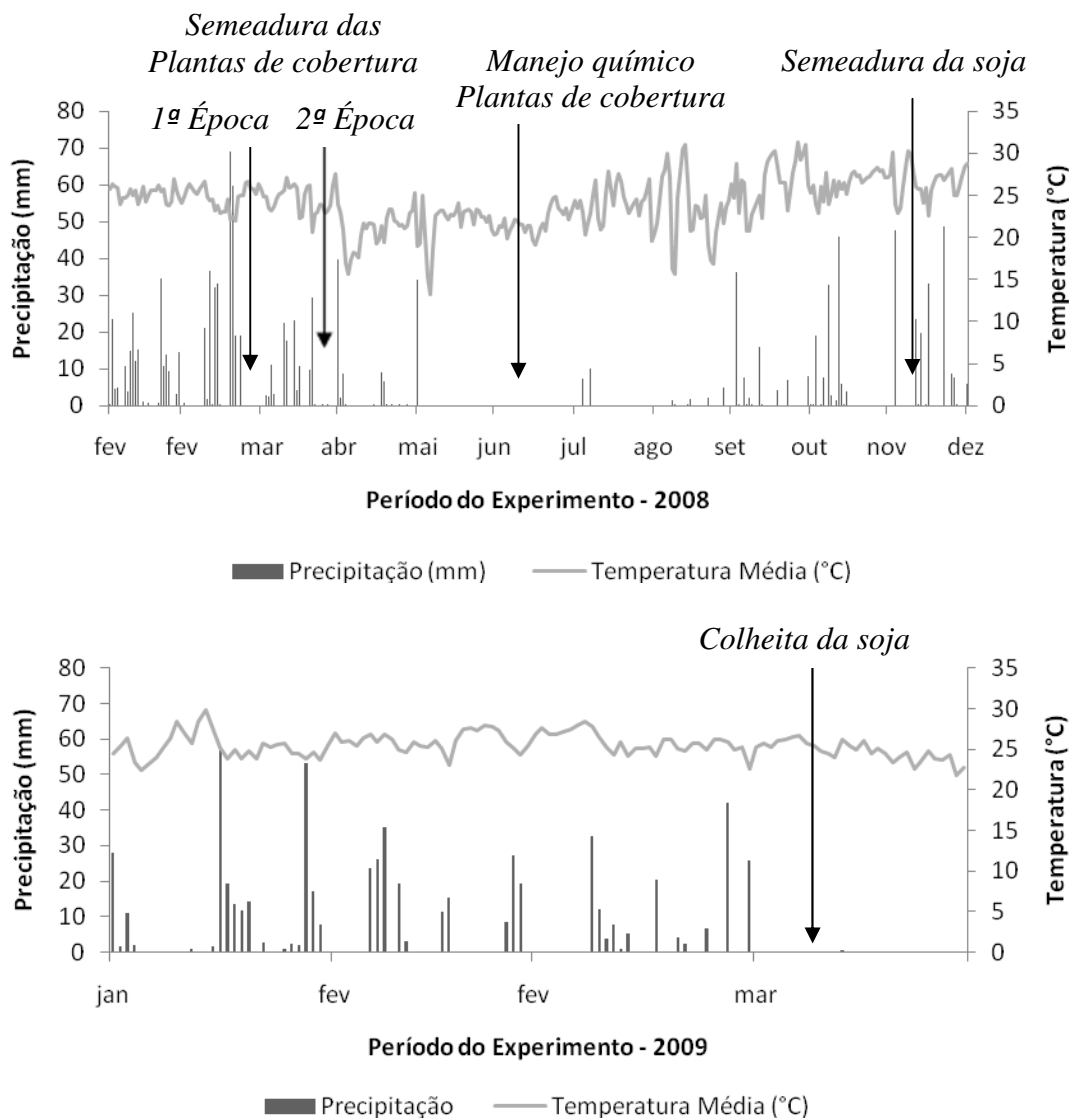 Semeadura das
Plantas de cobertura
Manejo químico
Plantas de cobertura
Semeadura da soja
1ª Época
2ª Época
80
70
60
50
40
30
20
10
0
Precipitação (mm)
35
30
25
20
15
10
5
0
Temperatura (°C)
fev fev mar abr mai jun jul ago set out nov dez
Período do Experimento - 2008
Precipitação (mm) Temperatura Média (°C)
Colheita da soja
80
70
60
50
40
30
20
10
0
Precipitação (mm)
35
30
25
20
15
10
5
0
Temperatura (°C)
jan fev fev mar
Período do Experimento - 2009
Precipitação Temperatura Média (°C)